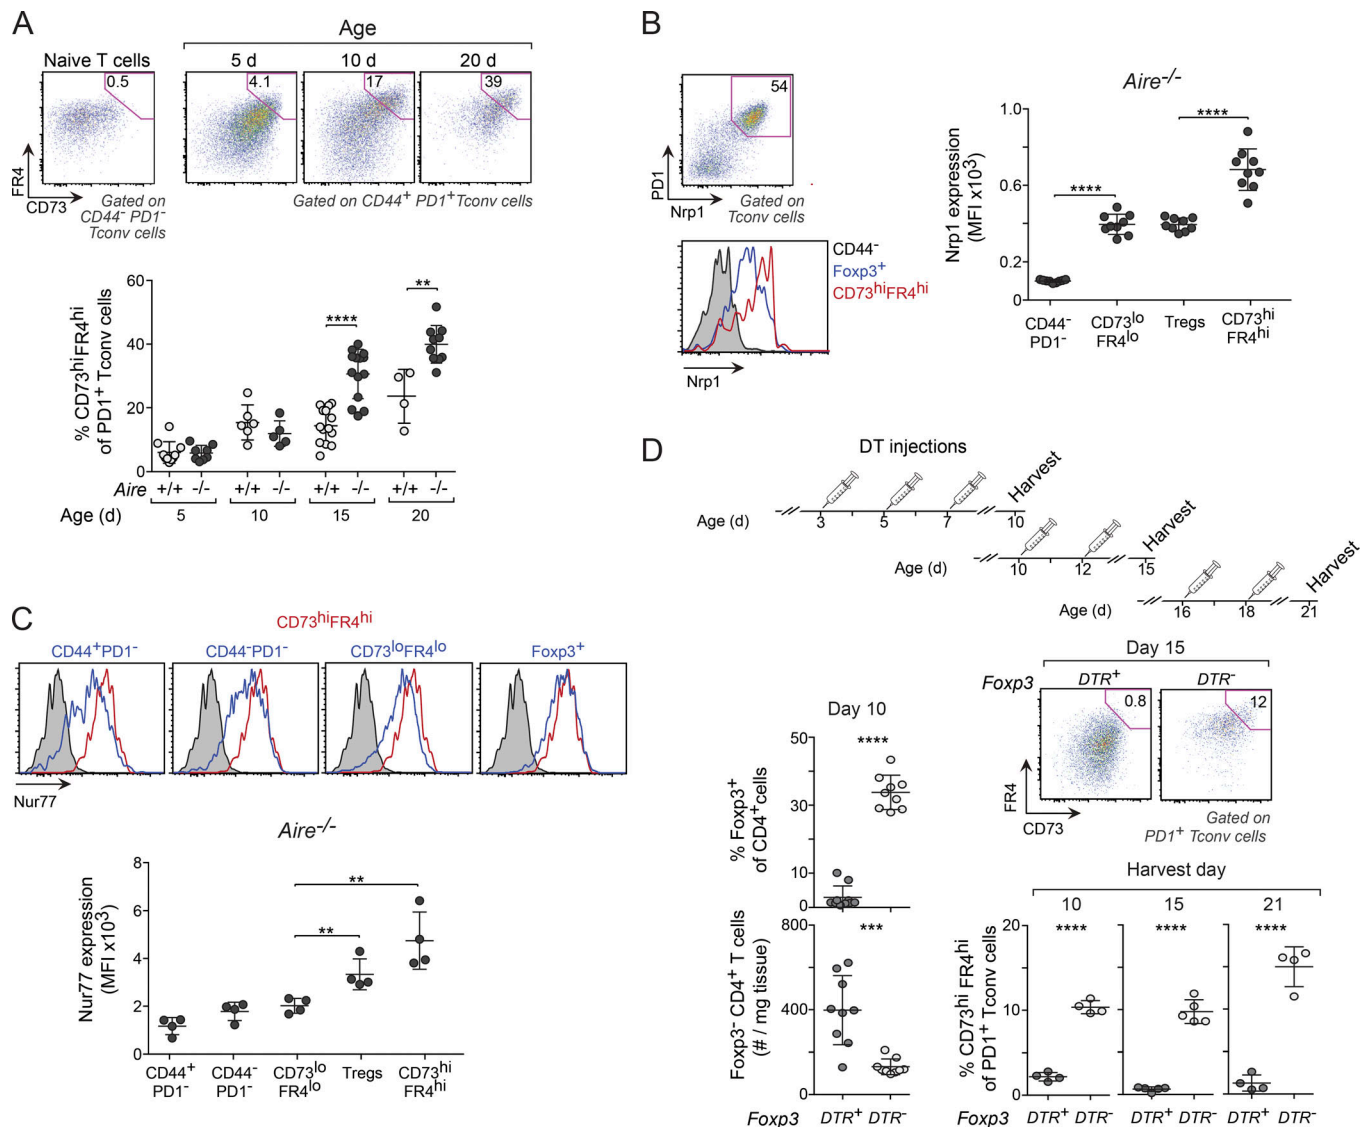 A
Age
Naive T cells
5 d
10 d
20 d
0.5
4.1
17
39
FR4
CD73
Gated on
CD44- PD1-
Tconv cells
Gated on CD44+ PD1+ Tconv cells
% CD73hiFR4hi
of PD1+ Tconv cells
60
40
20
0
****
**
Aire
+/+ -/- +/+ -/- +/+ -/- +/+ -/-
Age (d)
5
10
15
20
B
54
PD1
Nrp1
Gated on
Tconv cells
CD44-
Foxp3+
CD73hiFR4hi
Nrp1
Aire-/-
Nrp1 expression
(MFI x10³)
1.0
0.6
0.2
0
****
****
CD44-
PD1-
CD73lo
FR4lo
Tregs
CD73hi
FR4hi
C
CD73hiFR4hi
CD44+PD1-
CD44-PD1-
CD73loFR4lo
Foxp3+
Nur77
Aire-/-
Nur77 expression
(MFI x10³)
8
6
4
2
0
**
**
CD44+
PD1-
CD44-
PD1-
CD73lo
FR4lo
Tregs
CD73hi
FR4hi
D
DT injections
Age (d)
3
5
7
10
Harvest
Age (d)
10
12
15
Harvest
Age (d)
16
18
21
Harvest
Day 10
% Foxp3+
of CD4+cells
50
30
10
0
****
Foxp3- CD4+ T cells
(# / mg tissue)
800
400
0
***
Foxp3 DTR+ DTR-
Day 15
Foxp3 DTR+ DTR-
0.8
12
FR4
CD73
Gated on
PD1+ Tconv cells
Harvest day
10
15
21
% CD73hi FR4hi
of PD1+ Tconv cells
20
10
0
****
****
****
Foxp3 DTR+ DTR- DTR+ DTR- DTR+ DTR-